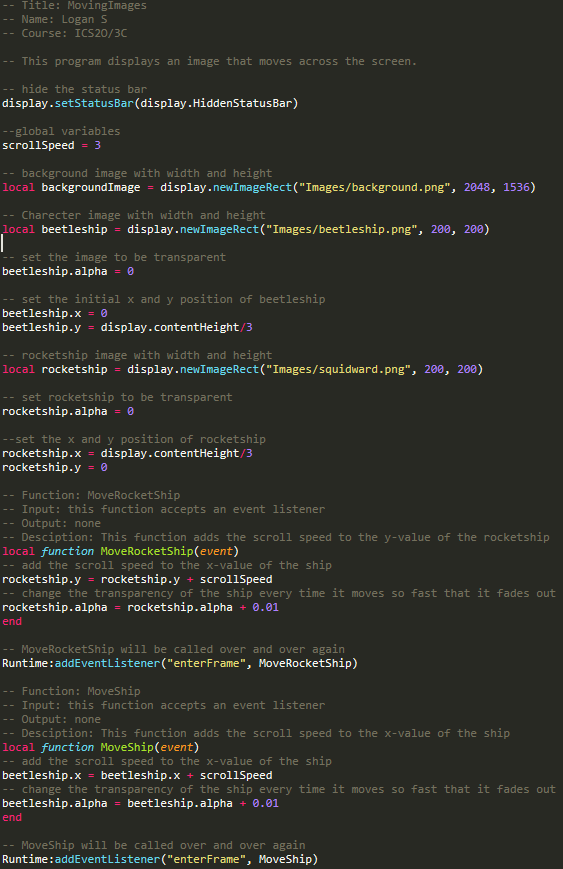 -- Title: MovingImages
-- Name: Logan S
-- Course: ICS2O/3C
-- This program displays an image that moves across the screen.
-- hide the status bar
display.setStatusBar(display.HiddenStatusBar)
--global variables
scrollSpeed = 3
-- background image with width and height
local backgroundImage = display.newImageRect("Images/background.png", 2048, 1536)
-- Charecter image with width and height
local beetleship = display.newImageRect("Images/beetleship.png", 200, 200)
-- set the image to be transparent
beetleship.alpha = 0
-- set the initial x and y position of beetleship
beetleship.x = 0
beetleship.y = display.contentHeight/3
-- rocketship image with width and height
local rocketship = display.newImageRect("Images/squidward.png", 200, 200)
-- set rocketship to be transparent
rocketship.alpha = 0
--set the x and y position of rocketship
rocketship.x = display.contentHeight/3
rocketship.y = 0
-- Function: MoveRocketShip
-- Input: this function accepts an event listener
-- Output: none
-- Desciption: This function adds the scroll speed to the y-value of the rocketship
local function MoveRocketShip(event)
-- add the scroll speed to the x-value of the ship
rocketship.y = rocketship.y + scrollSpeed
-- change the transparency of the ship every time it moves so fast that it fades out
rocketship.alpha = rocketship.alpha + 0.01
end
-- MoveRocketShip will be called over and over again
Runtime:addEventListener("enterFrame", MoveRocketShip)
-- Function: MoveShip
-- Input: this function accepts an event listener
-- Output: none
-- Desciption: This function adds the scroll speed to the x-value of the ship
local function MoveShip(event)
-- add the scroll speed to the x-value of the ship
beetleship.x = beetleship.x + scrollSpeed
-- change the transparency of the ship every time it moves so fast that it fades out
beetleship.alpha = beetleship.alpha + 0.01
end
-- MoveShip will be called over and over again
Runtime:addEventListener("enterFrame", MoveShip)